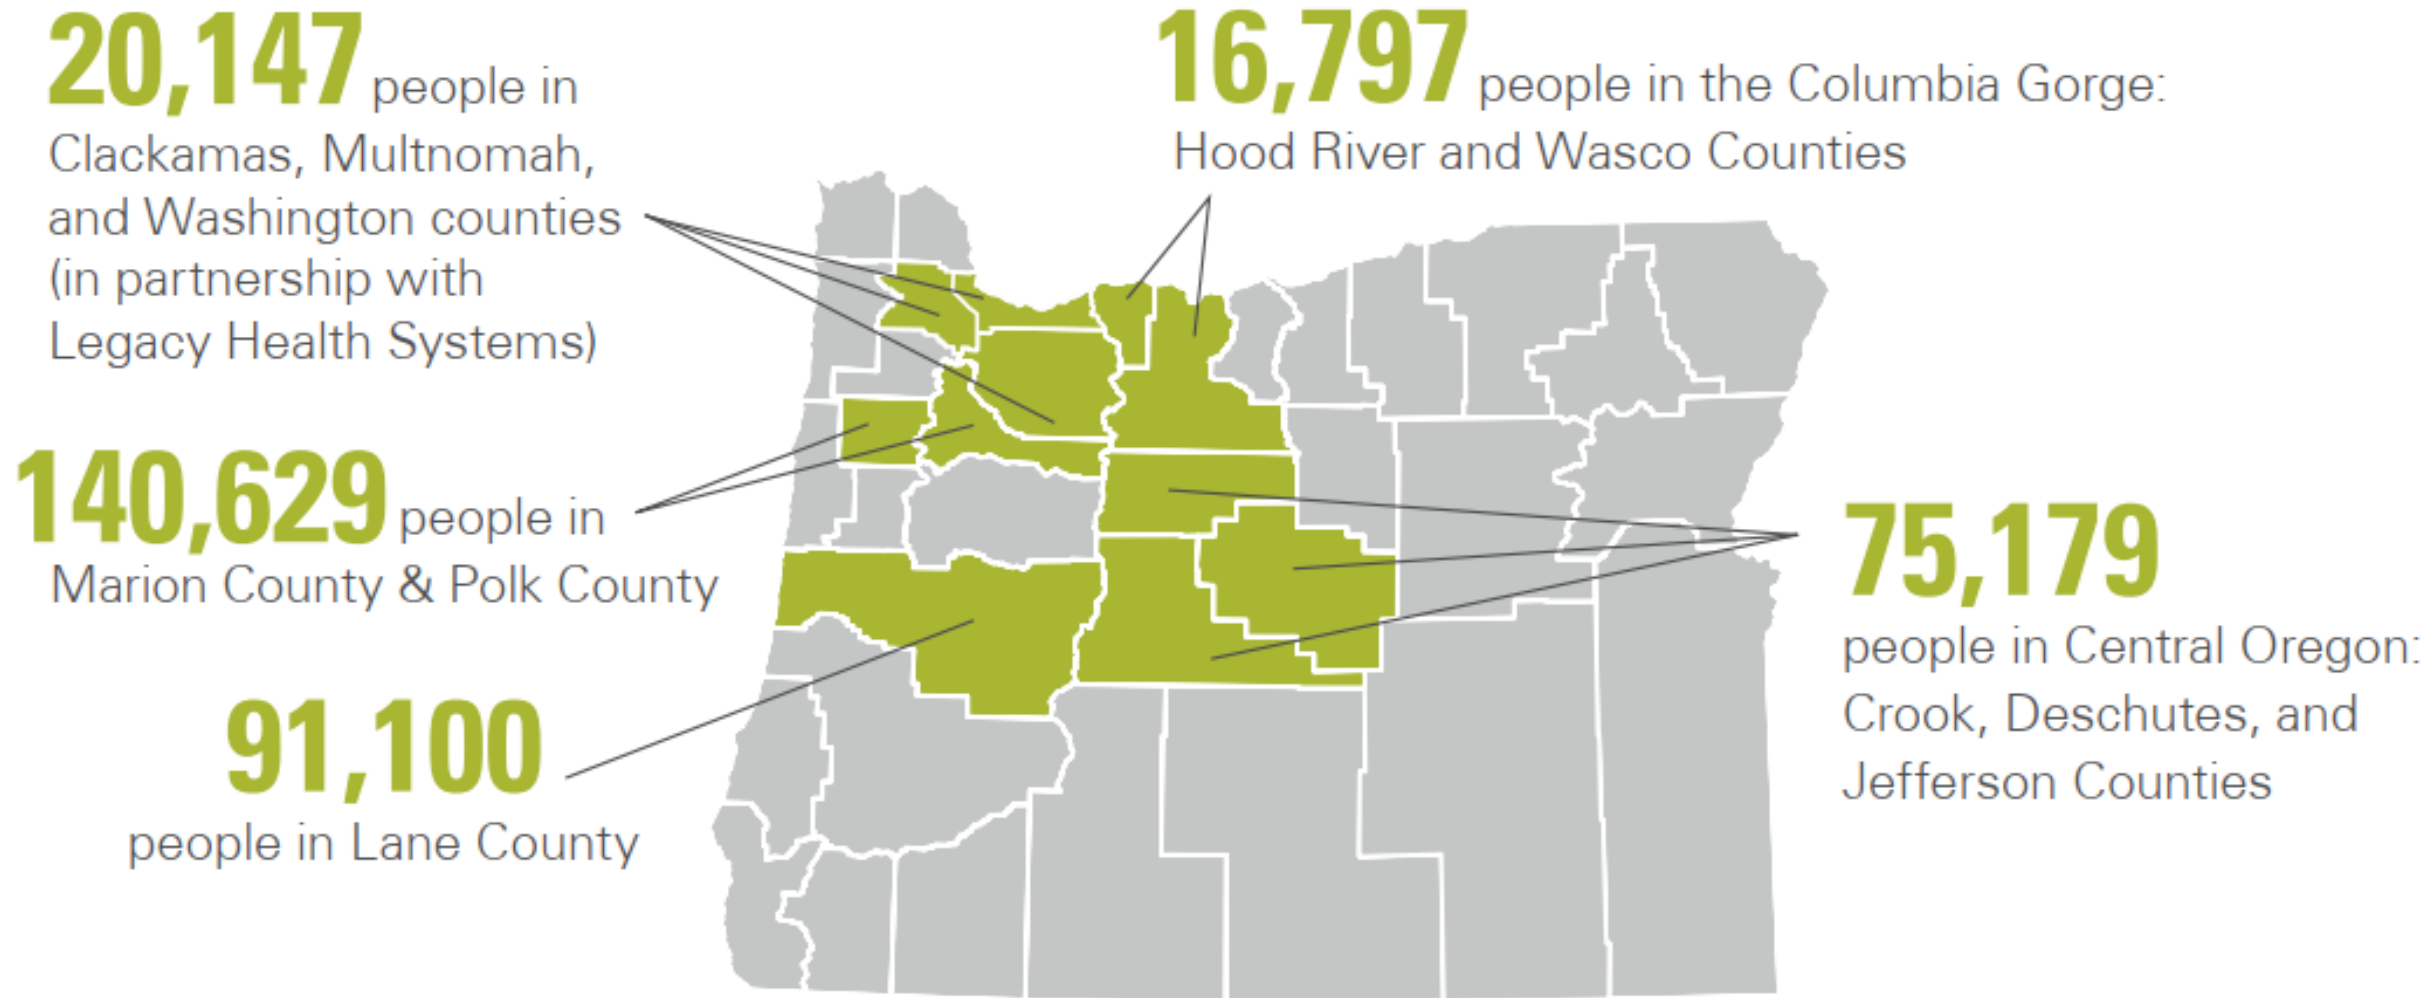 20,147 people in
Clackamas, Multnomah,
and Washington counties
(in partnership with
Legacy Health Systems)
16,797 people in the Columbia Gorge:
Hood River and Wasco Counties
140,629 people in
Marion County & Polk County
91,100
people in Lane County
75,179
people in Central Oregon:
Crook, Deschutes, and
Jefferson Counties